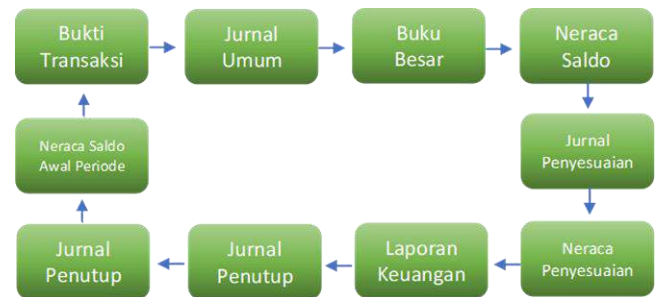 Bukti
Transaksi
Jurnal
Umum
Buku
Besar
Neraca
Saldo
Jurnal
Penyesuaian
Neraca
Penyesuaian
Laporan
Keuangan
Jurnal
Penutup
Jurnal
Penutup
Neraca Saldo
Awal Periode